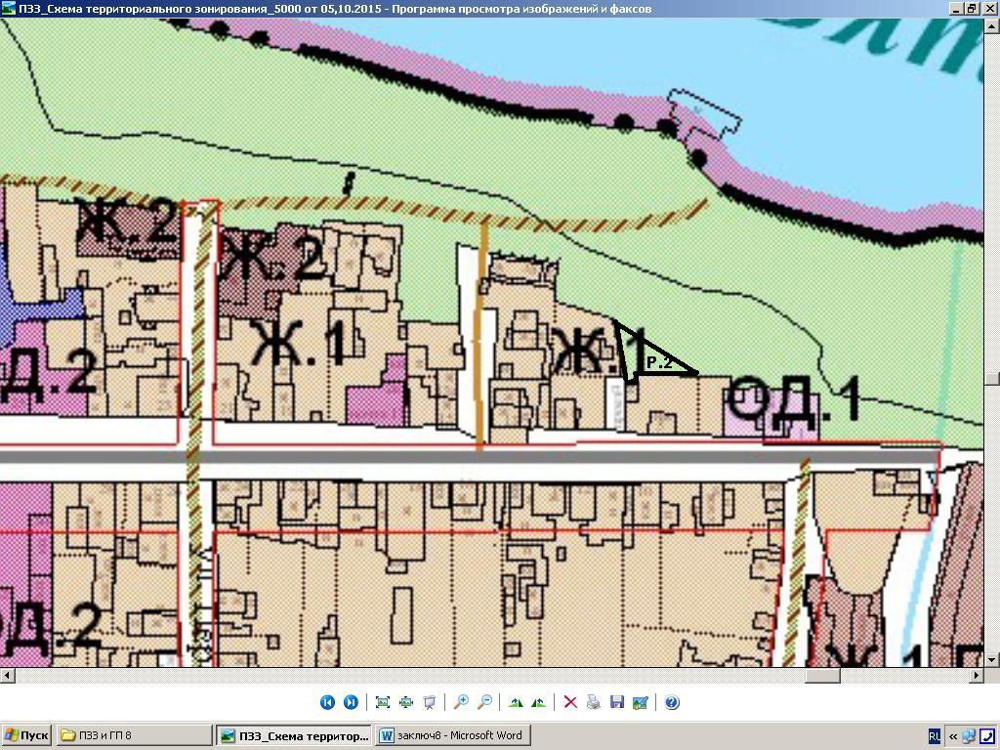 ПЗЗ_Схема территориального зонирования_5000 от 05,10.2015 - Программа просмотра изображений и факсов
Ж.2
Ж.2
Ж.1
Ж.1
Р.2
Д.2
ОД.1
Д.2
Ж.1
Пуск
ПЗЗ и ГП 8
ПЗЗ_Схема территор...
заключ8 - Microsoft Word
RU